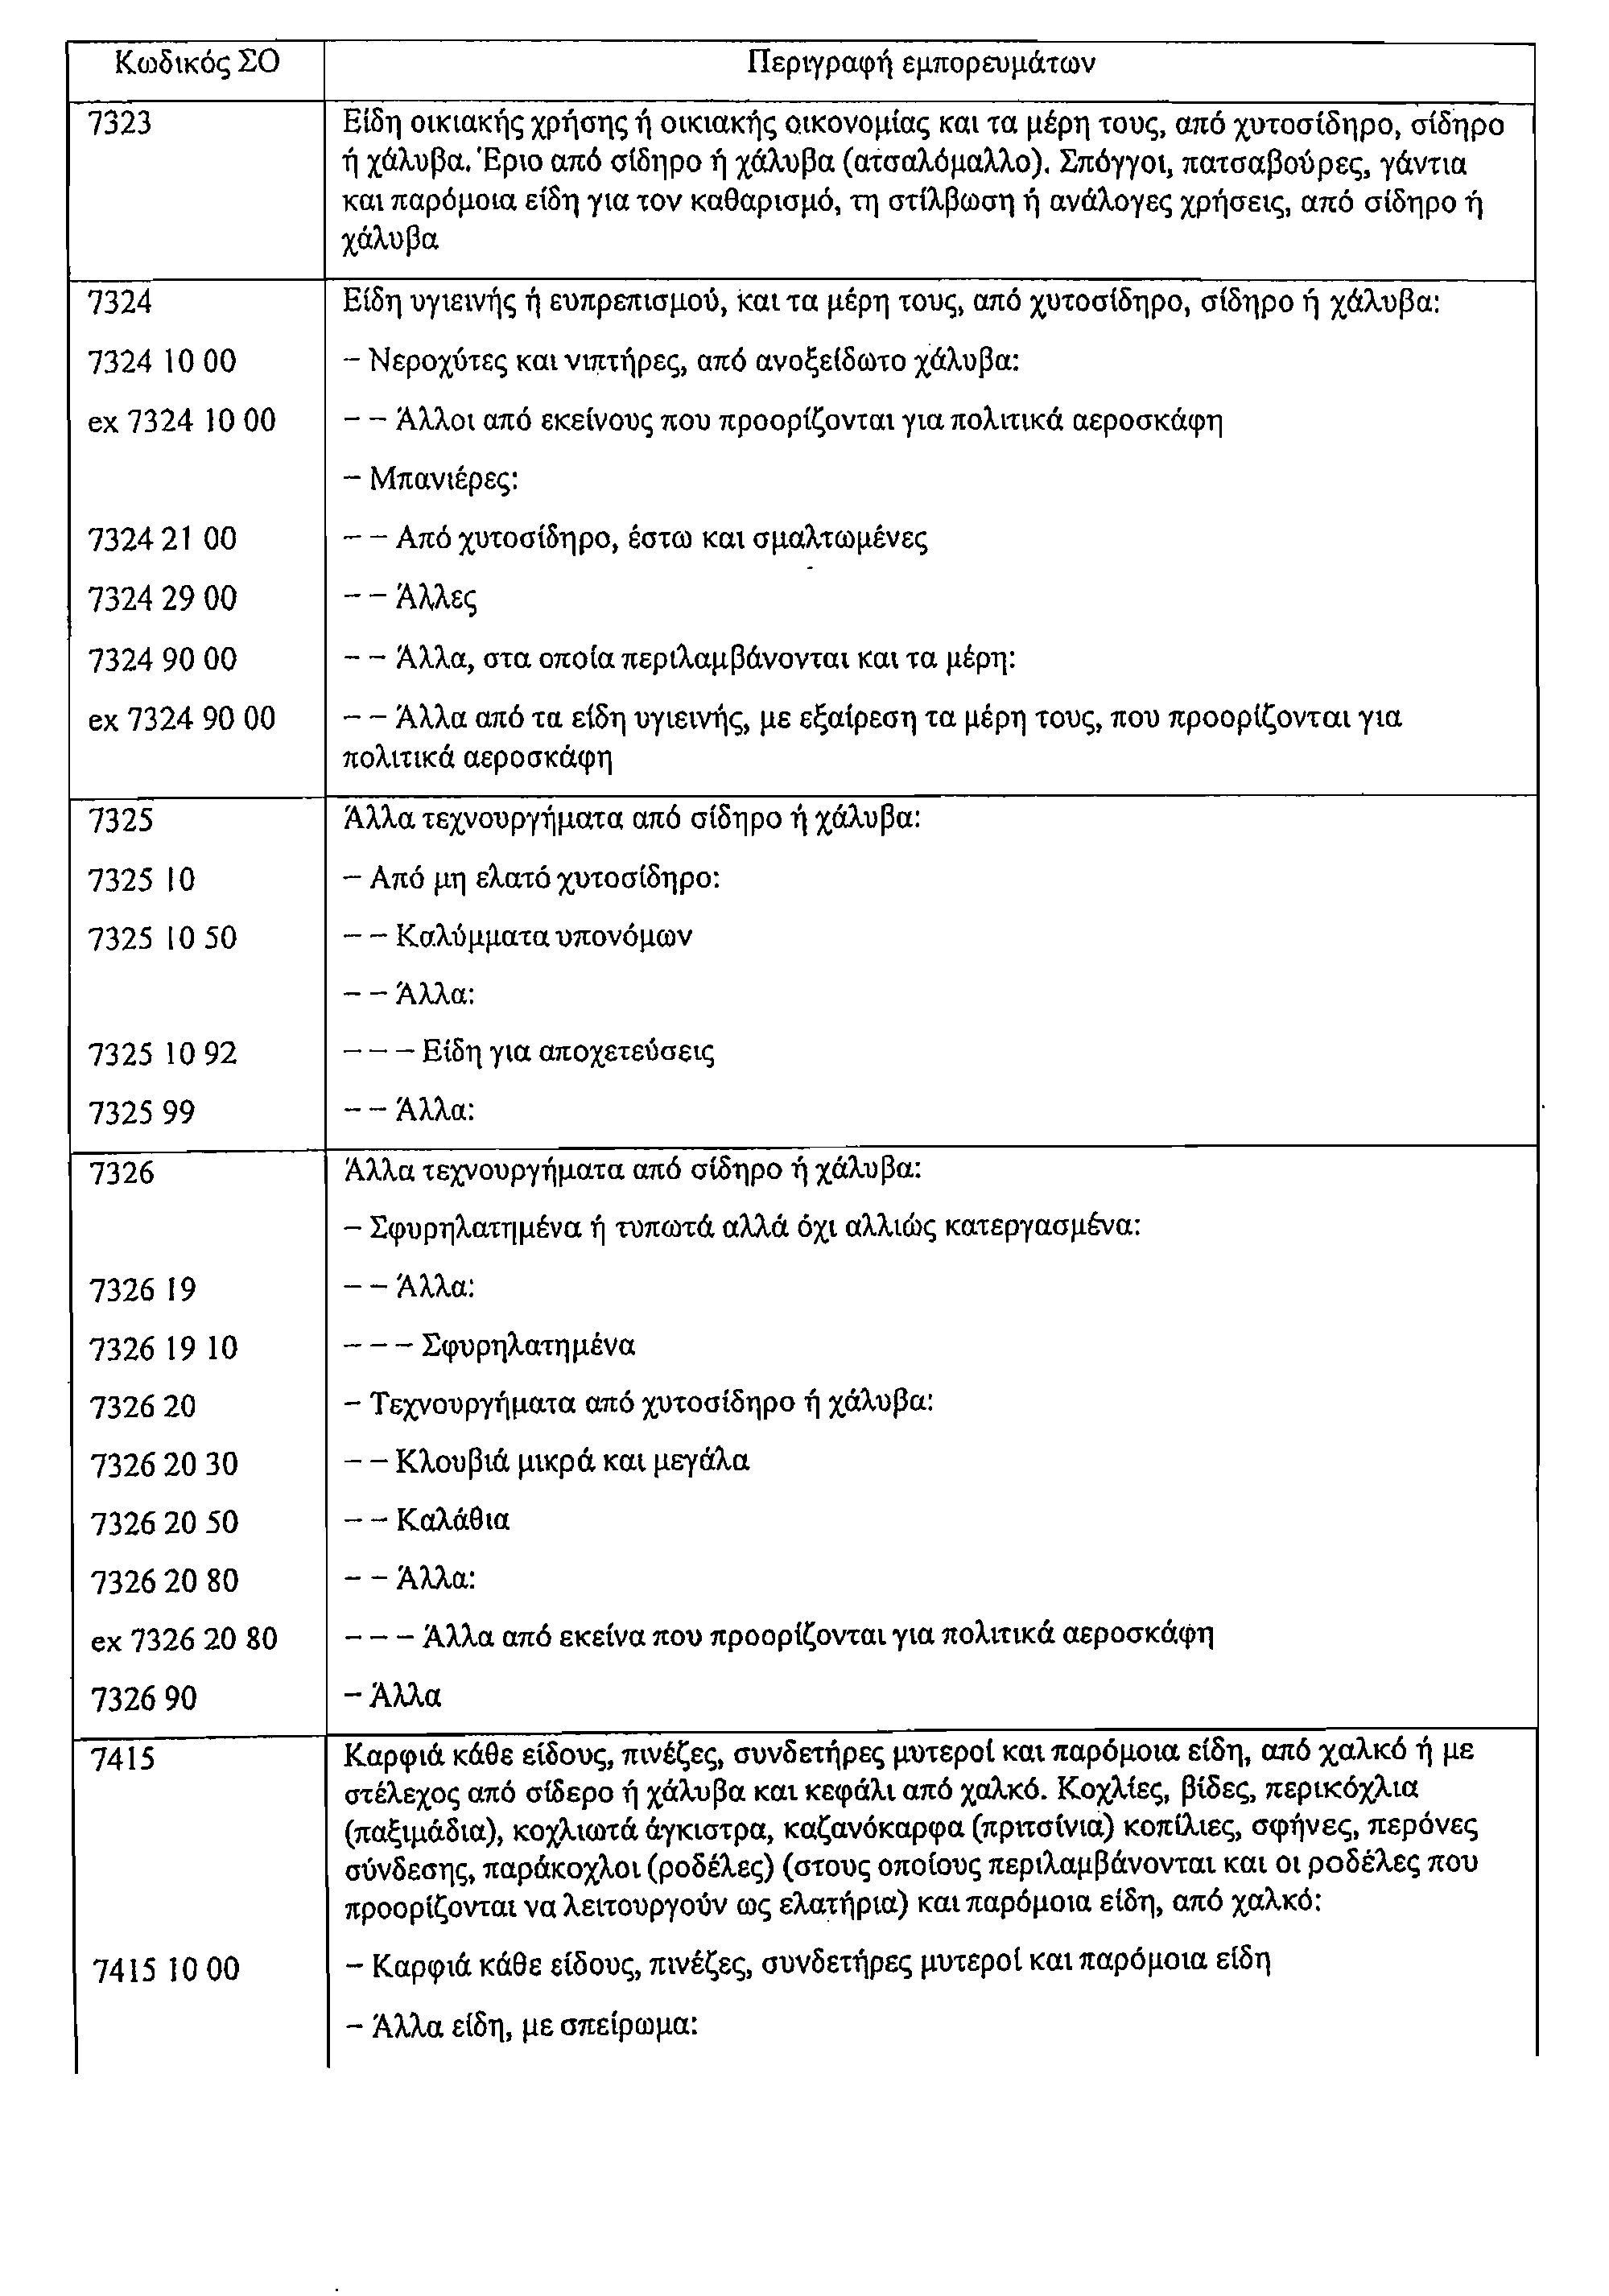 Κωδικός ΣΟ Περιγραφή εμπορευμάτων
7323 Είδη οικιακής χρήσης ή οικιακής οικονομίας και τα μέρη τους, από χυτοσίδηρο, σίδηρο
ή χάλυβα. Έριο από σίδηρο ή χάλυβα (ατσαλόμαλλο). Σπόγγοι, πατσαβούρες, γάντια
και παρόμοια είδη για τον καθαρισμό, τη στίλβωση ή ανάλογες χρήσεις, από σίδηρο ή
χάλυβα
7324 Είδη υγιεινής ή ευπρεπισμού, και τα μέρη τους, από χυτοσίδηρο, σίδηρο ή χάλυβα:
7324 10 00 – Νεροχύτες και νιπτήρες, από ανοξείδωτο χάλυβα:
ex 7324 10 00 – – Άλλοι από εκείνους που προορίζονται για πολιτικά αεροσκάφη
– Μπανιέρες:
7324 21 00 – – Από χυτοσίδηρο, έστω και σμαλτωμένες
7324 29 00 – – Άλλες
7324 90 00 – – Άλλα, στα οποία περιλαμβάνονται και τα μέρη:
ex 7324 90 00 – – Άλλα από τα είδη υγιεινής, με εξαίρεση τα μέρη τους, που προορίζονται για
πολιτικά αεροσκάφη
7325 Άλλα τεχνουργήματα από σίδηρο ή χάλυβα:
7325 10 – Από μη ελατό χυτοσίδηρο:
7325 10 50 – – Καλύμματα υπονόμων
– – Άλλα:
7325 10 92 – – – Είδη για αποχετεύσεις
7325 99 – – Άλλα:
7326 Άλλα τεχνουργήματα από σίδηρο ή χάλυβα:
– Σφυρηλατημένα ή τυπωτά αλλά όχι αλλιώς κατεργασμένα:
7326 19 – – Άλλα:
7326 19 10 – – – Σφυρηλατημένα
7326 20 – Τεχνουργήματα από χυτοσίδηρο ή χάλυβα:
7326 20 30 – – Κλουβιά μικρά και μεγάλα
7326 20 50 – – Καλάθια
7326 20 80 – – Άλλα:
ex 7326 20 80 – – – Άλλα από εκείνα που προορίζονται για πολιτικά αεροσκάφη
7326 90 – Άλλα
7415 Καρφιά κάθε είδους, πινέζες, συνδετήρες μυτεροί και παρόμοια είδη, από χαλκό ή με
στέλεχος από σίδερο ή χάλυβα και κεφάλι από χαλκό. Κοχλίες, βίδες, περικόχλια
(παξιμάδια), κοχλιωτά άγκιστρα, καζανόκαρφα (πριτσίνια) κοπίλιες, σφήνες, περόνες
σύνδεσης, παράκοχλοι (ροδέλες) (στους οποίους περιλαμβάνονται και οι ροδέλες που
προορίζονται να λειτουργούν ως ελατήρια) και παρόμοια είδη, από χαλκό:
7415 10 00 – Καρφιά κάθε είδους, πινέζες, συνδετήρες μυτεροί και παρόμοια είδη
– Άλλα είδη, με σπείρωμα: